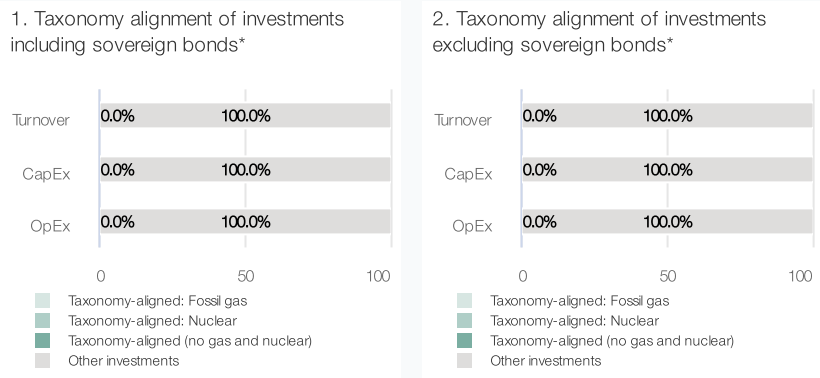 1. Taxonomy alignment of investments
including sovereign bonds*
Turnover 0.0% 100.0%
CapEx 0.0% 100.0%
OpEx 0.0% 100.0%
0 50 100
Taxonomy-aligned: Fossil gas
Taxonomy-aligned: Nuclear
Taxonomy-aligned (no gas and nuclear)
Other investments
2. Taxonomy alignment of investments
excluding sovereign bonds*
Turnover 0.0% 100.0%
CapEx 0.0% 100.0%
OpEx 0.0% 100.0%
0 50 100
Taxonomy-aligned: Fossil gas
Taxonomy-aligned: Nuclear
Taxonomy-aligned (no gas and nuclear)
Other investments